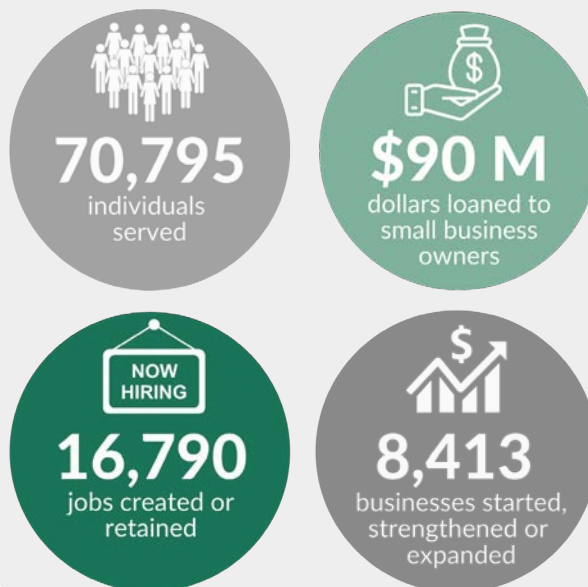 70,795
individuals
served
$
$90 M
dollars loaned to
small business
owners
NOW
HIRING
16,790
jobs created or
retained
$
8,413
businesses started,
strengthened or
expanded